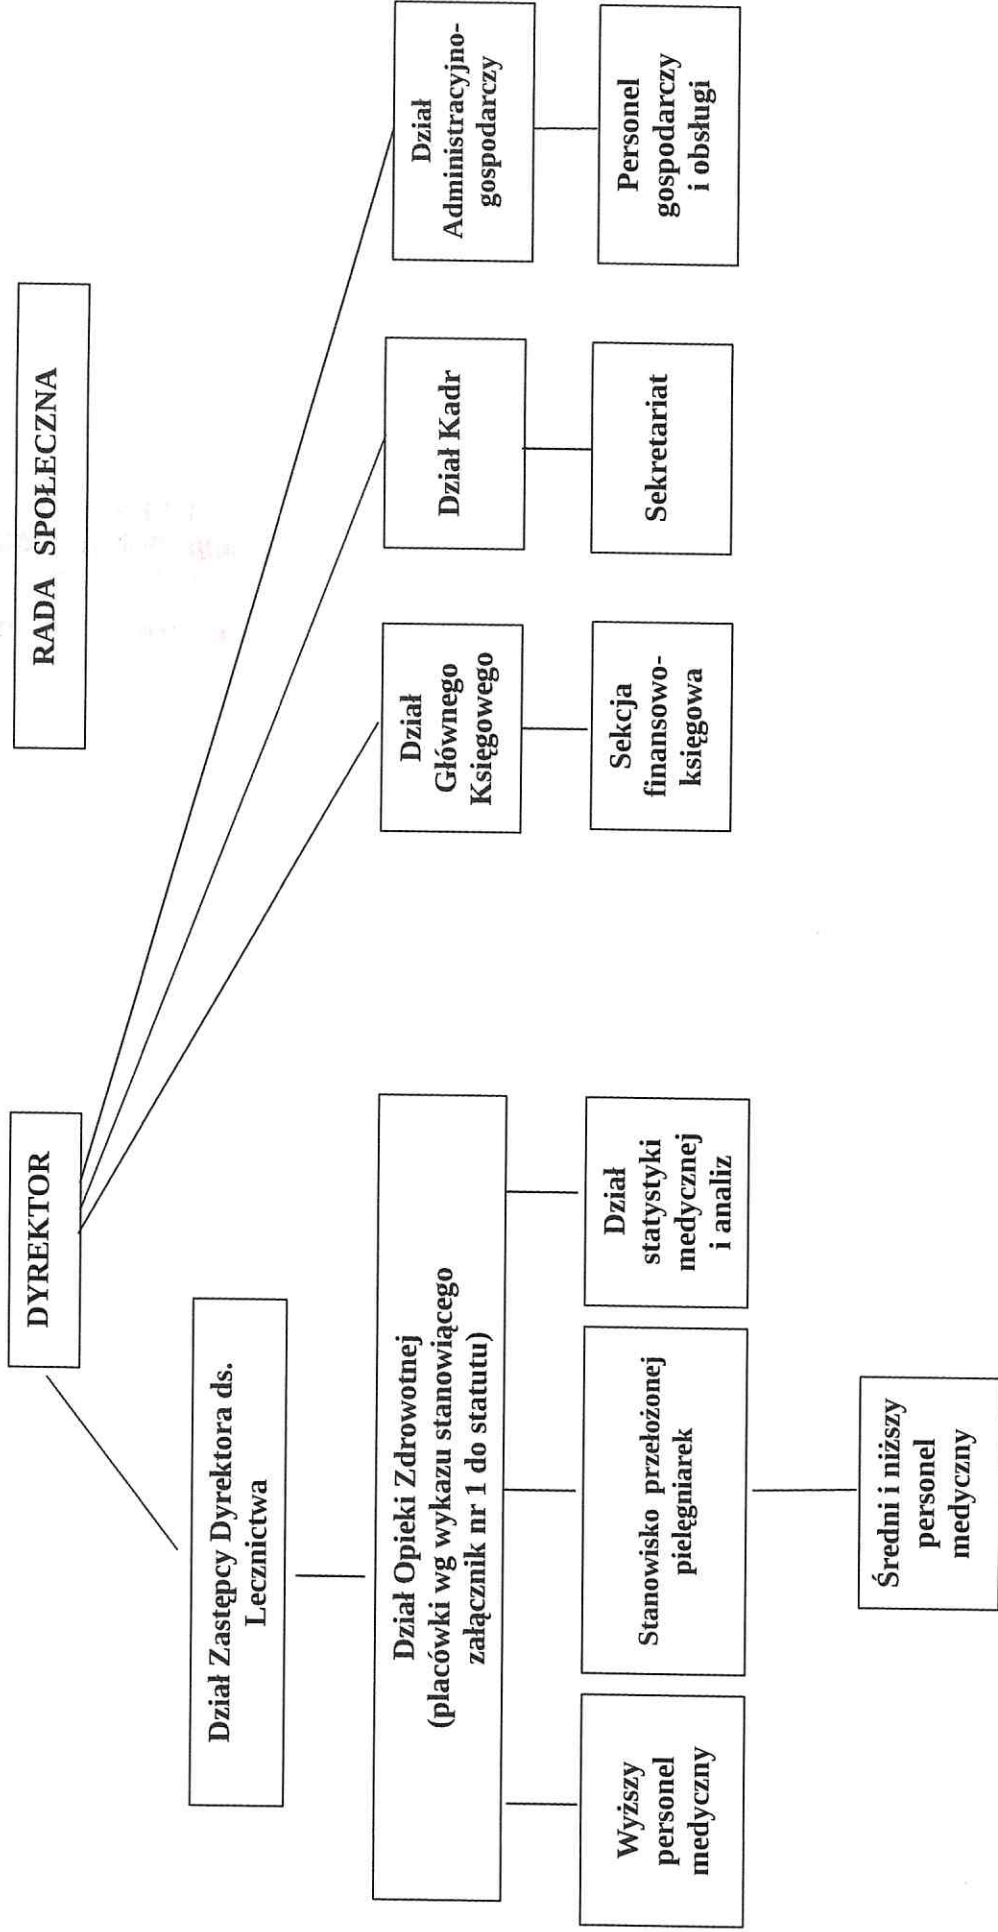 DYREKTOR
RADA SPOŁECZNA
Dział Zastępcy Dyrektora ds.
Lecznictwa
Dział Opieki Zdrowotnej
(placówki wg wykazu stanowiącego
załącznik nr 1 do statutu)
Dział
Głównego
Księgowego
Dział Kadr
Dział
Administracyjno-
gospodarczy
Wyższy
personel
medyczny
Stanowisko przełożonej
pielęgniarek
Dział
statystyki
medycznej
i analiz
Sekcja
finansowo-
księgowa
Sekretariat
Personel
gospodarczy
i obsługi
Średni i niższy
personel
medyczny